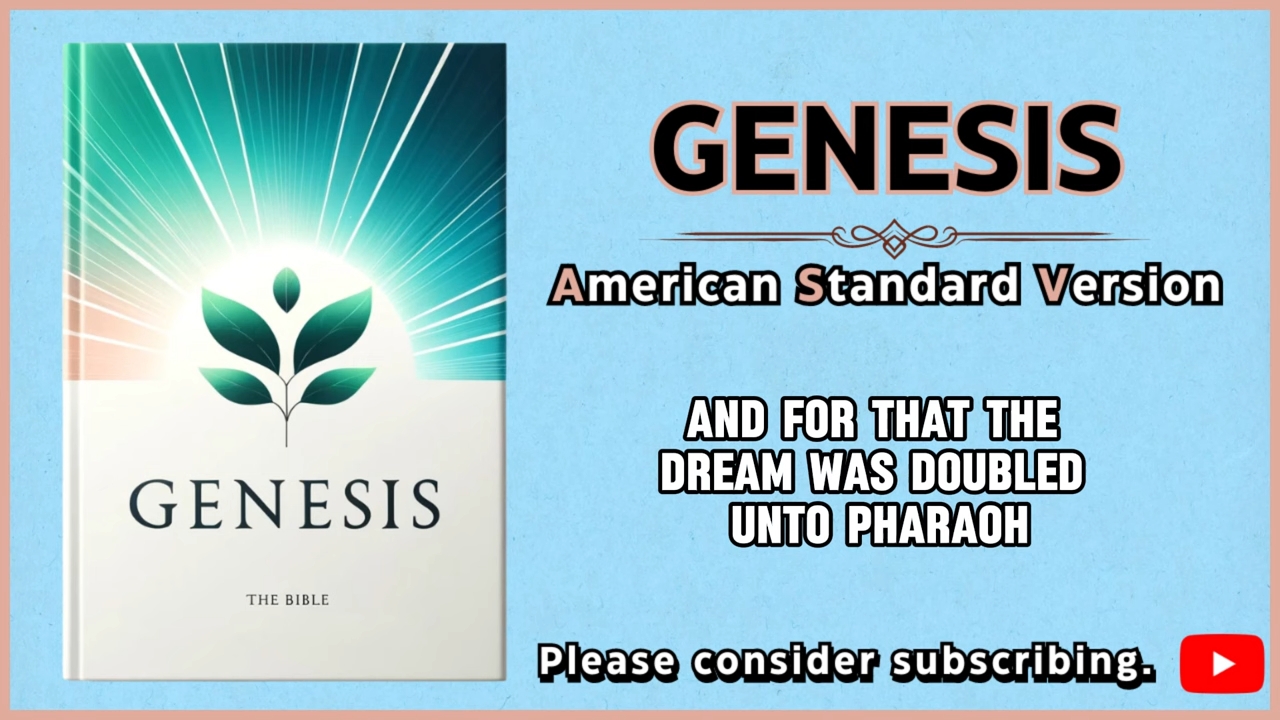 GENESIS
THE BIBLE
GENESIS
American Standard Version
AND FOR THAT THE
DREAM WAS DOUBLED
UNTO PHARAOH
Please consider subscribing.